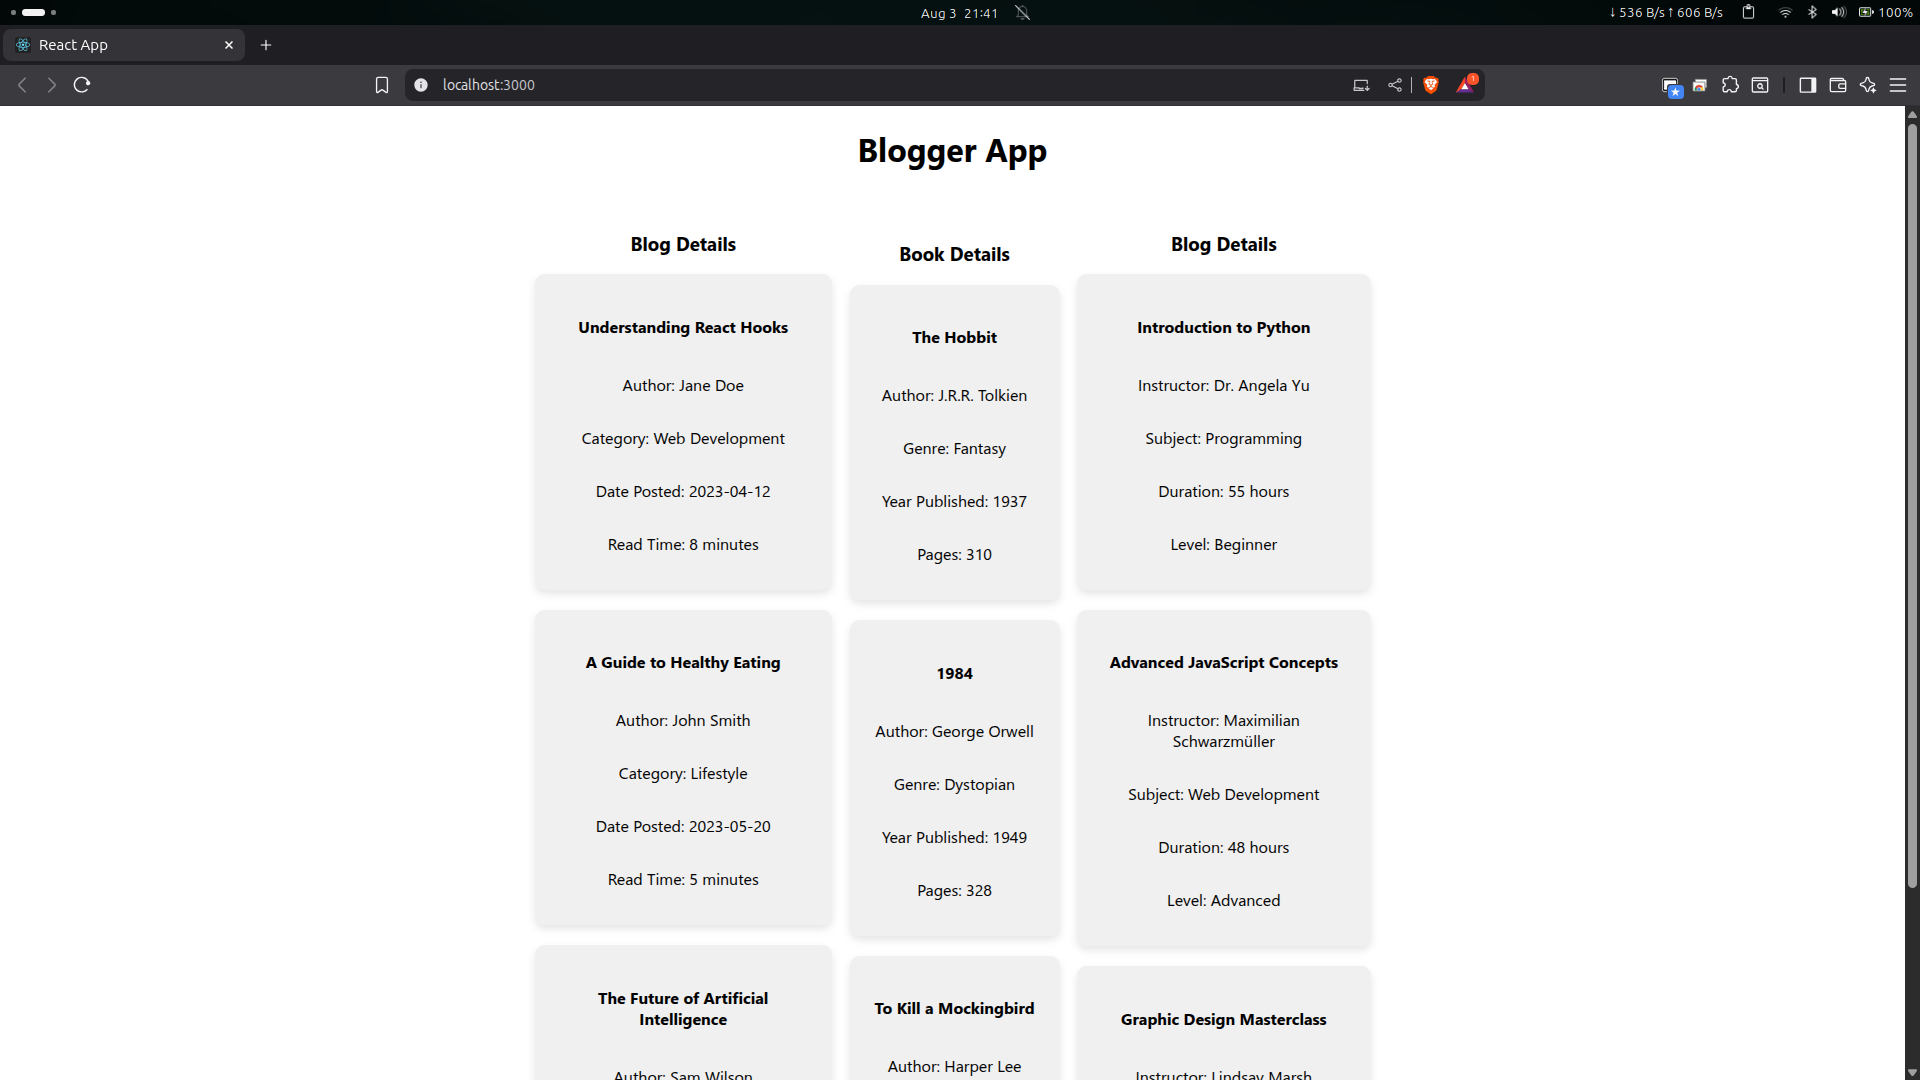 Aug 3 21:41
↓ 536 B/s ↑ 606 B/s
100%
React App
localhost:3000
1
Blogger App
Blog Details
Understanding React Hooks
Author: Jane Doe
Category: Web Development
Date Posted: 2023-04-12
Read Time: 8 minutes
A Guide to Healthy Eating
Author: John Smith
Category: Lifestyle
Date Posted: 2023-05-20
Read Time: 5 minutes
The Future of Artificial
Intelligence
Author: Sam Wilson
Book Details
The Hobbit
Author: J.R.R. Tolkien
Genre: Fantasy
Year Published: 1937
Pages: 310
1984
Author: George Orwell
Genre: Dystopian
Year Published: 1949
Pages: 328
To Kill a Mockingbird
Author: Harper Lee
Blog Details
Introduction to Python
Instructor: Dr. Angela Yu
Subject: Programming
Duration: 55 hours
Level: Beginner
Advanced JavaScript Concepts
Instructor: Maximilian
Schwarzmüller
Subject: Web Development
Duration: 48 hours
Level: Advanced
Graphic Design Masterclass
Instructor: Lindsay Marsh